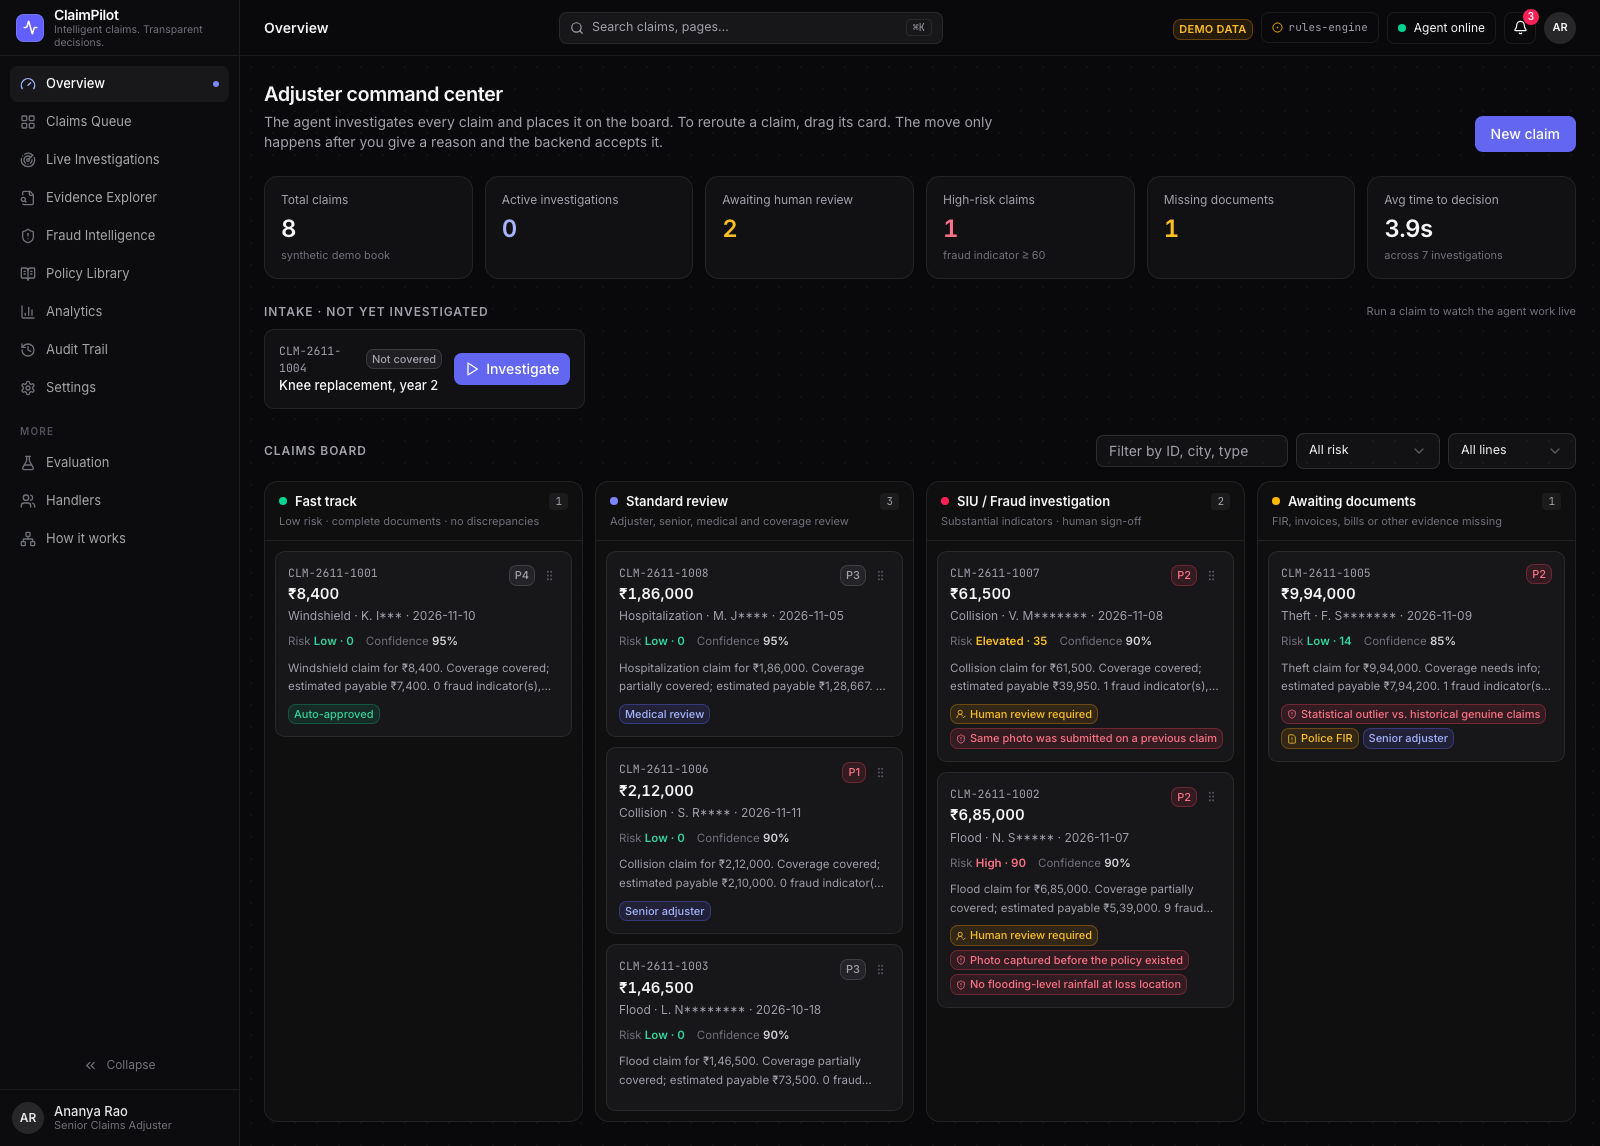 ClaimPilot
Intelligent claims. Transparent
decisions.
Overview
Search claims, pages...
⌘K
DEMO DATA
rules-engine
Agent online
3
AR
Overview
Claims Queue
Live Investigations
Evidence Explorer
Fraud Intelligence
Policy Library
Analytics
Audit Trail
Settings
MORE
Evaluation
Handlers
How it works
Collapse
AR
Ananya Rao
Senior Claims Adjuster
Adjuster command center
The agent investigates every claim and places it on the board. To reroute a claim, drag its card. The move only
happens after you give a reason and the backend accepts it.
New claim
Total claims
8
synthetic demo book
Active investigations
0
Awaiting human review
2
High-risk claims
1
fraud indicator ≥ 60
Missing documents
1
Avg time to decision
3.9s
across 7 investigations
INTAKE · NOT YET INVESTIGATED
Run a claim to watch the agent work live
CLM-2611-
1004
Not covered
Knee replacement, year 2
Investigate
CLAIMS BOARD
Filter by ID, city, type
All risk
All lines
Fast track
1
Low risk · complete documents · no discrepancies
CLM-2611-1001
P4
₹8,400
Windshield · K. I*** · 2026-11-10
Risk Low · 0 Confidence 95%
Windshield claim for ₹8,400. Coverage covered;
estimated payable ₹7,400. 0 fraud indicator(s),...
Auto-approved
Standard review
3
Adjuster, senior, medical and coverage review
CLM-2611-1008
P3
₹1,86,000
Hospitalization · M. J**** · 2026-11-05
Risk Low · 0 Confidence 95%
Hospitalization claim for ₹1,86,000. Coverage
partially covered; estimated payable ₹1,28,667. ...
Medical review
CLM-2611-1006
P1
₹2,12,000
Collision · S. R**** · 2026-11-11
Risk Low · 0 Confidence 90%
Collision claim for ₹2,12,000. Coverage covered;
estimated payable ₹2,10,000. 0 fraud indicator(...
Senior adjuster
CLM-2611-1003
P3
₹1,46,500
Flood · L. N******** · 2026-10-18
Risk Low · 0 Confidence 90%
Flood claim for ₹1,46,500. Coverage partially
covered; estimated payable ₹73,500. 0 fraud...
SIU / Fraud investigation
2
Substantial indicators · human sign-off
CLM-2611-1007
P2
₹61,500
Collision · V. M******* · 2026-11-08
Risk Elevated · 35 Confidence 90%
Collision claim for ₹61,500. Coverage covered;
estimated payable ₹39,950. 1 fraud indicator(s),...
Human review required
Same photo was submitted on a previous claim
CLM-2611-1002
P2
₹6,85,000
Flood · N. S***** · 2026-11-07
Risk High · 90 Confidence 90%
Flood claim for ₹6,85,000. Coverage partially
covered; estimated payable ₹5,39,000. 9 fraud...
Human review required
Photo captured before the policy existed
No flooding-level rainfall at loss location
Awaiting documents
1
FIR, invoices, bills or other evidence missing
CLM-2611-1005
P2
₹9,94,000
Theft · F. S******* · 2026-11-09
Risk Low · 14 Confidence 85%
Theft claim for ₹9,94,000. Coverage needs info;
estimated payable ₹7,94,200. 1 fraud indicator(s...
Statistical outlier vs. historical genuine claims
Police FIR
Senior adjuster